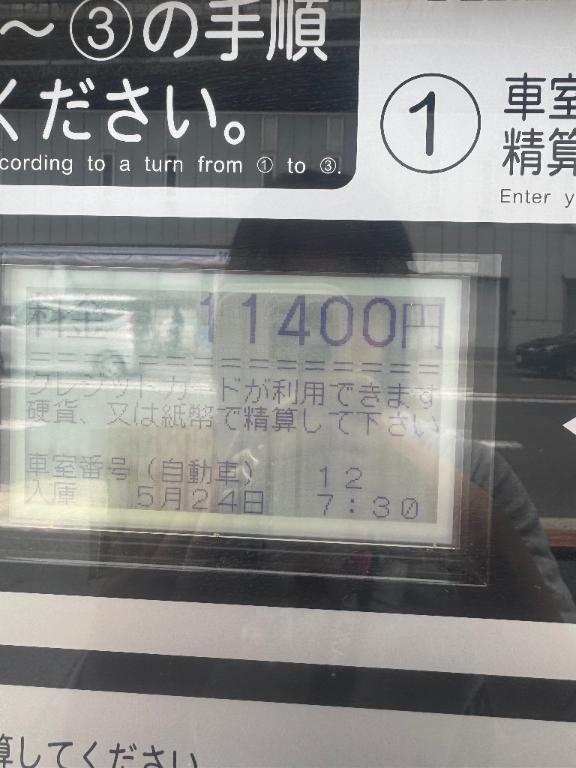 ～③の手順
ください。
cording to a turn from ① to ③.
①
車室
精算
Enter y
料金 11400円
クレジットカードが利用できます
硬貨、又は紙幣で精算して下さい
車室番号(自動車) 12
入庫 5月24日 7:30
算してください